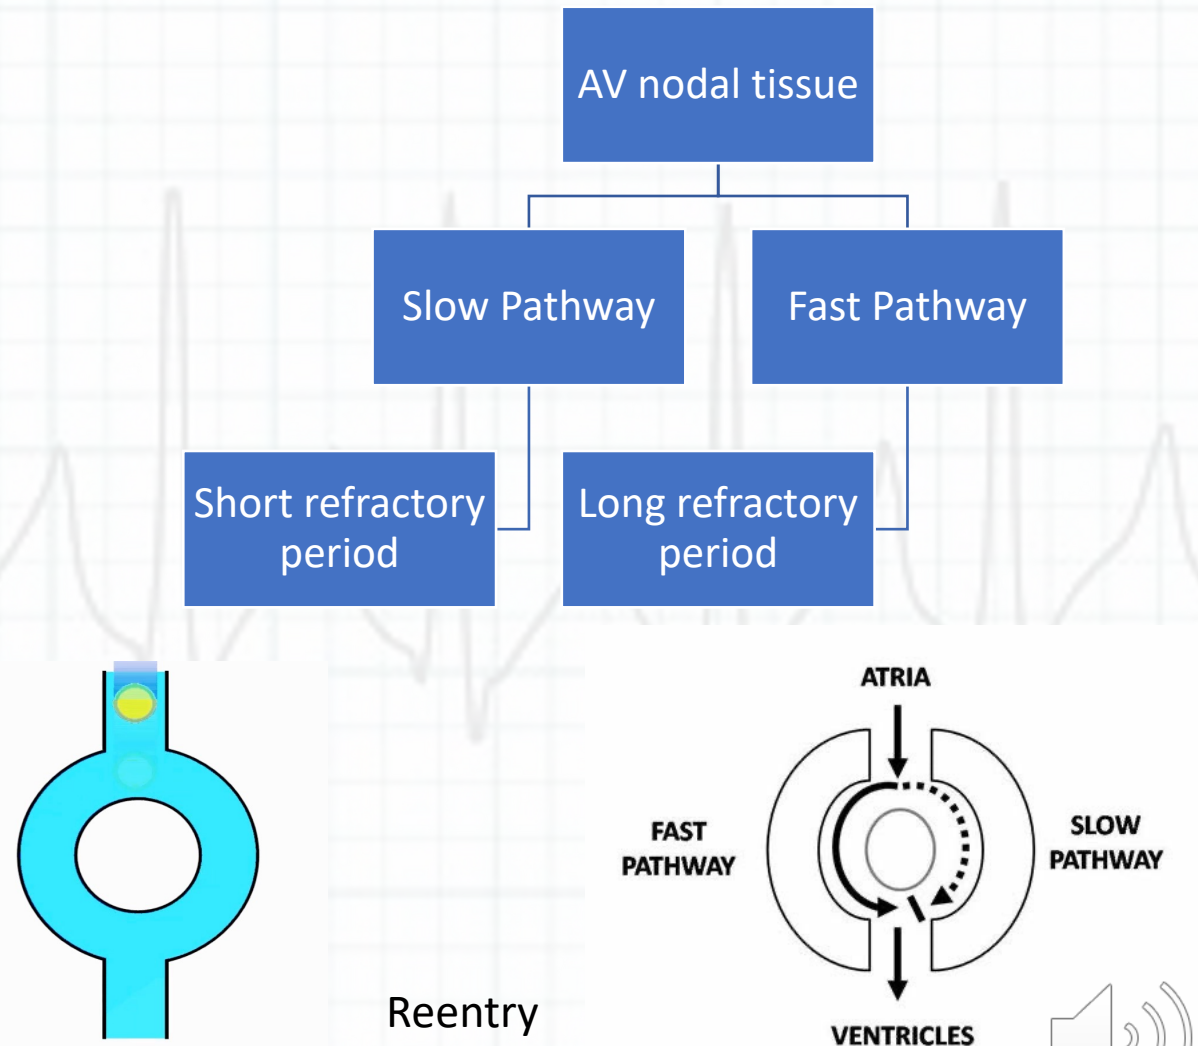 AV nodal tissue
Slow Pathway
Fast Pathway
Short refractory
period
Long refractory
period
ATRIA
FAST
PATHWAY
SLOW
PATHWAY
Reentry
VENTRICLES